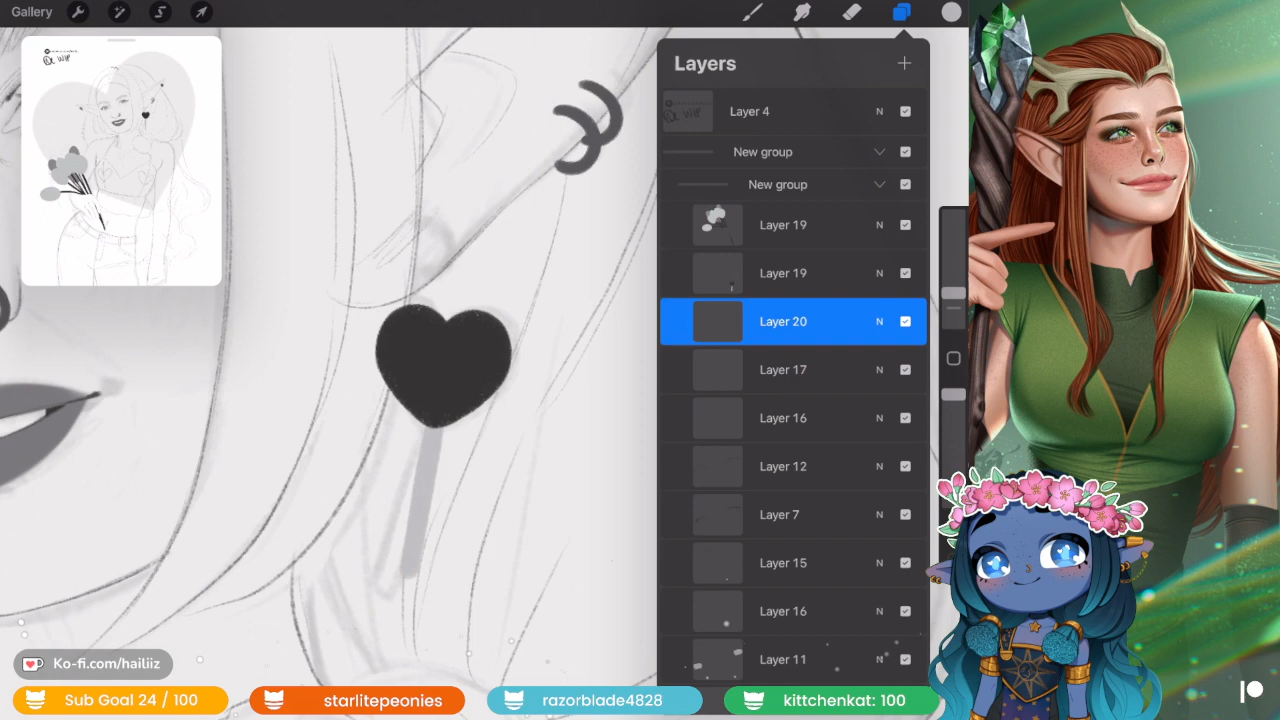 Gallery
Layers
Layer 4 N
New group
New group
Layer 19 N
Layer 19 N
Layer 20 N
Layer 17 N
Layer 16 N
Layer 12 N
Layer 7 N
Layer 15 N
Layer 16 N
Layer 11 N
WIP
Ko-fi.com/hailiiz
Sub Goal 24 / 100
starlitepeonies
razorblade4828
kittchenkat: 100